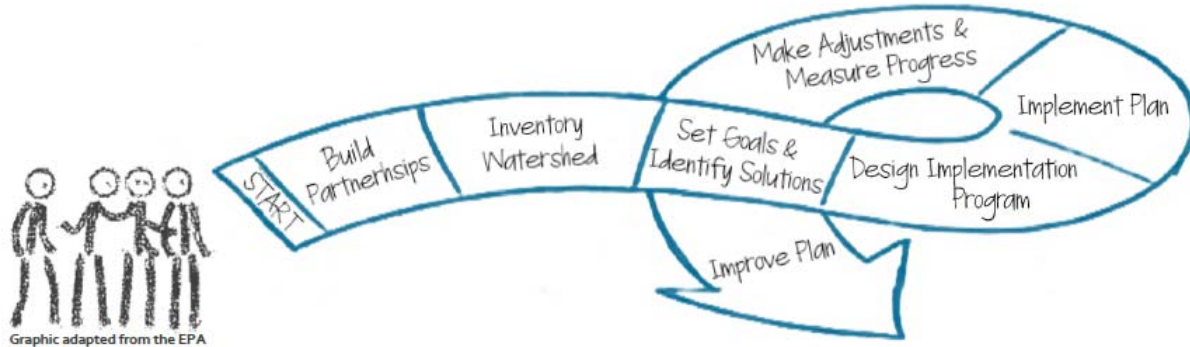 START
Build
Partnerhsips
Inventory
Watershed
Set Goals &
Identify Solutions
Design Implementation
Program
Implement Plan
Make Adjustments &
Measure Progress
Improve Plan
Graphic adapted from the EPA